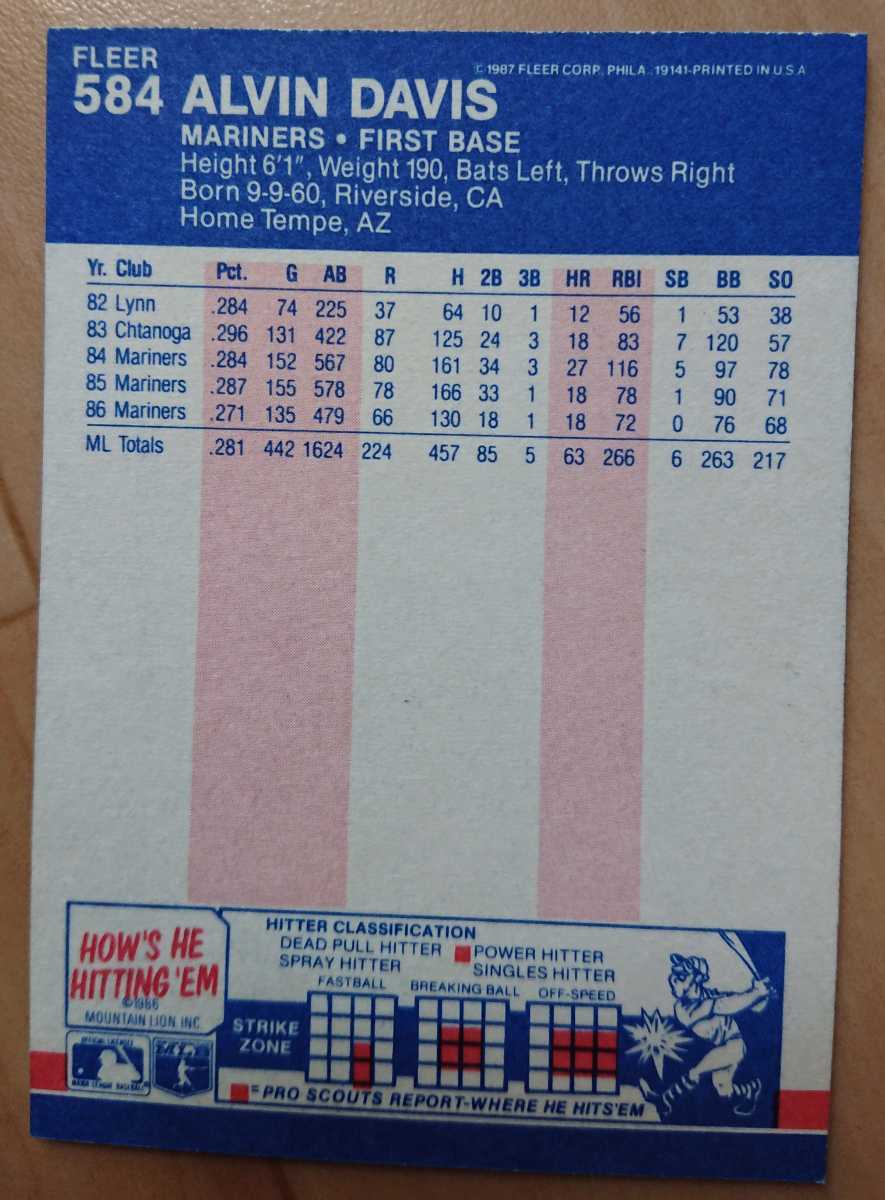 FLEER
© 1987 FLEER CORP. PHILA., 19141-PRINTED IN U.S.A
584 ALVIN DAVIS
MARINERS • FIRST BASE
Height 6'1", Weight 190, Bats Left, Throws Right
Born 9-9-60, Riverside, CA
Home Tempe, AZ
Yr. Club Pct. G AB R H 2B 3B HR RBI SB BB SO
82 Lynn .284 74 225 37 64 10 1 12 56 1 53 38
83 Chtanoga .296 131 422 87 125 24 3 18 83 7 120 57
84 Mariners .284 152 567 80 161 34 3 27 116 5 97 78
85 Mariners .287 155 578 78 166 33 1 18 78 1 90 71
86 Mariners .271 135 479 66 130 18 1 18 72 0 76 68
ML Totals .281 442 1624 224 457 85 5 63 266 6 263 217
HOW'S HE
HITTING 'EM
©1986
MOUNTAIN LION, INC.
HITTER CLASSIFICATION
DEAD PULL HITTER POWER HITTER
SPRAY HITTER SINGLES HITTER
FASTBALL BREAKING BALL OFF-SPEED
STRIKE
ZONE
= PRO SCOUTS REPORT-WHERE HE HITS'EM
OFFICIAL LICENSEE
MAJOR LEAGUE BASEBALL